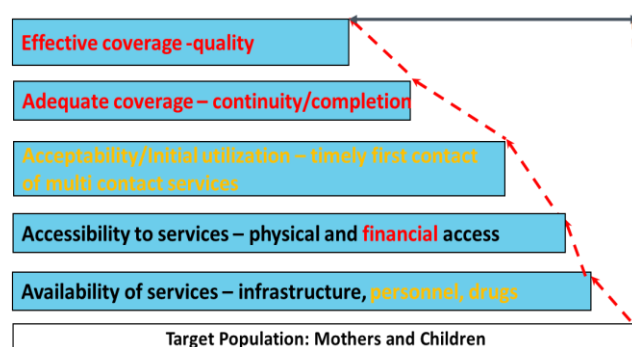 Effective coverage -quality
Adequate coverage – continuity/completion
Acceptability/Initial utilization – timely first contact
of multi contact services
Accessibility to services – physical and financial access
Availability of services – infrastructure, personnel, drugs
Target Population: Mothers and Children